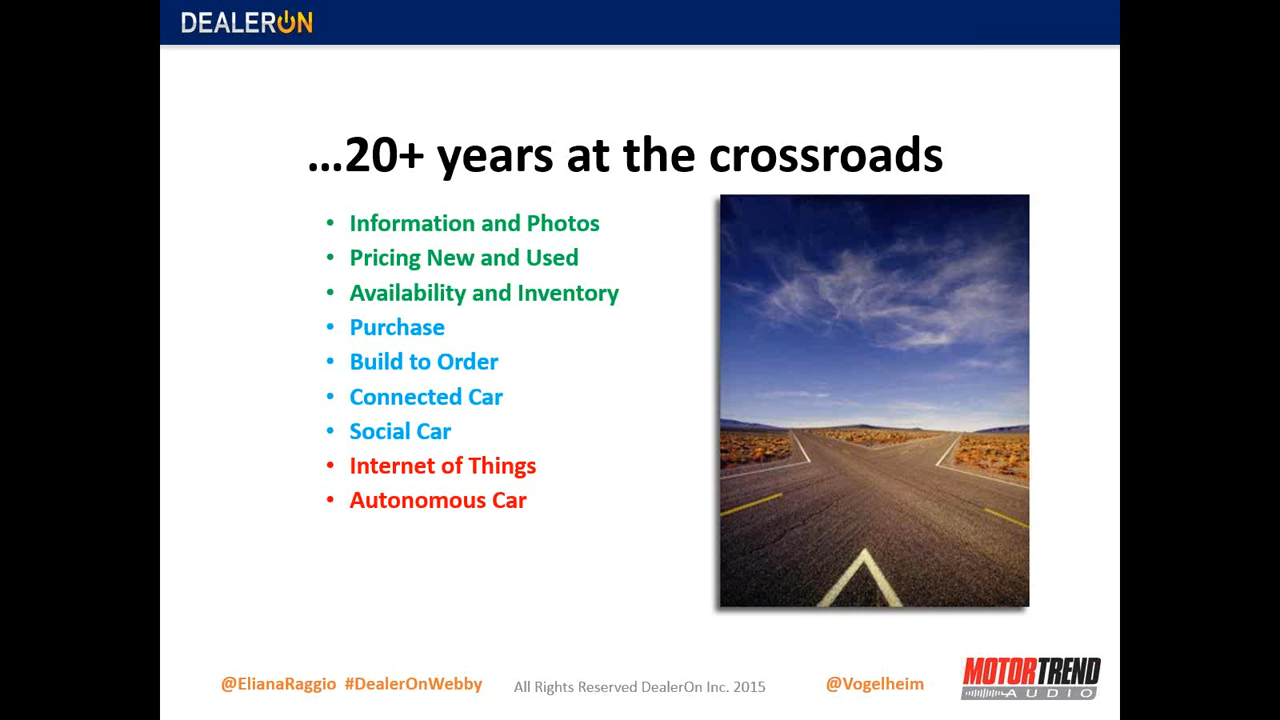 DEALERON
...20+ years at the crossroads
• Information and Photos
• Pricing New and Used
• Availability and Inventory
• Purchase
• Build to Order
• Connected Car
• Social Car
• Internet of Things
• Autonomous Car
@ElianaRaggio #DealerOnWebby
All Rights Reserved DealerOn Inc. 2015
@Vogelheim
MOTORTREND
AUDIO